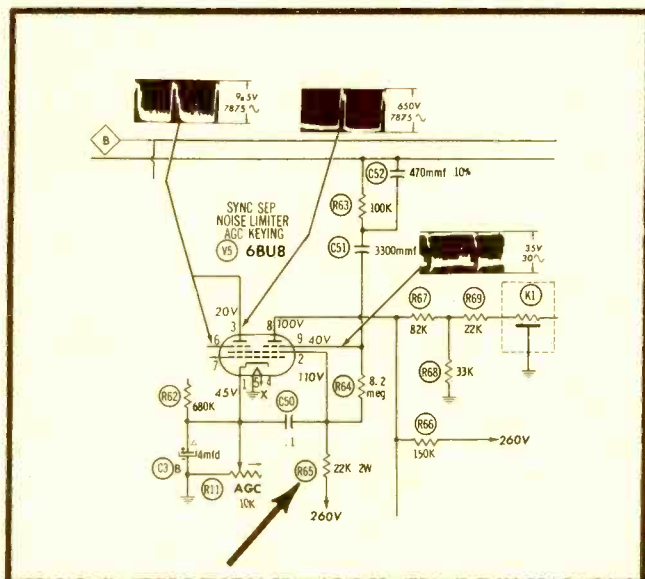 9.5V
7875 ∿
650V
7875 ∿
B
C52 470mmf 10%
R63 100K
SYNC SEP
NOISE LIMITER
AGC KEYING
V5 6BU8
C51 3300mmf
35V
30 ∿
R67
82K
R69
22K
K1
20V
3
8
100V
6
9
40V
7
2
1
5
4
X
110V
45V
R64 8.2
meg
R68 33K
R62 680K
C50
.1
R66
150K
260V
C3 B
4mfd
R11
AGC
10K
R65
22K 2W
260V